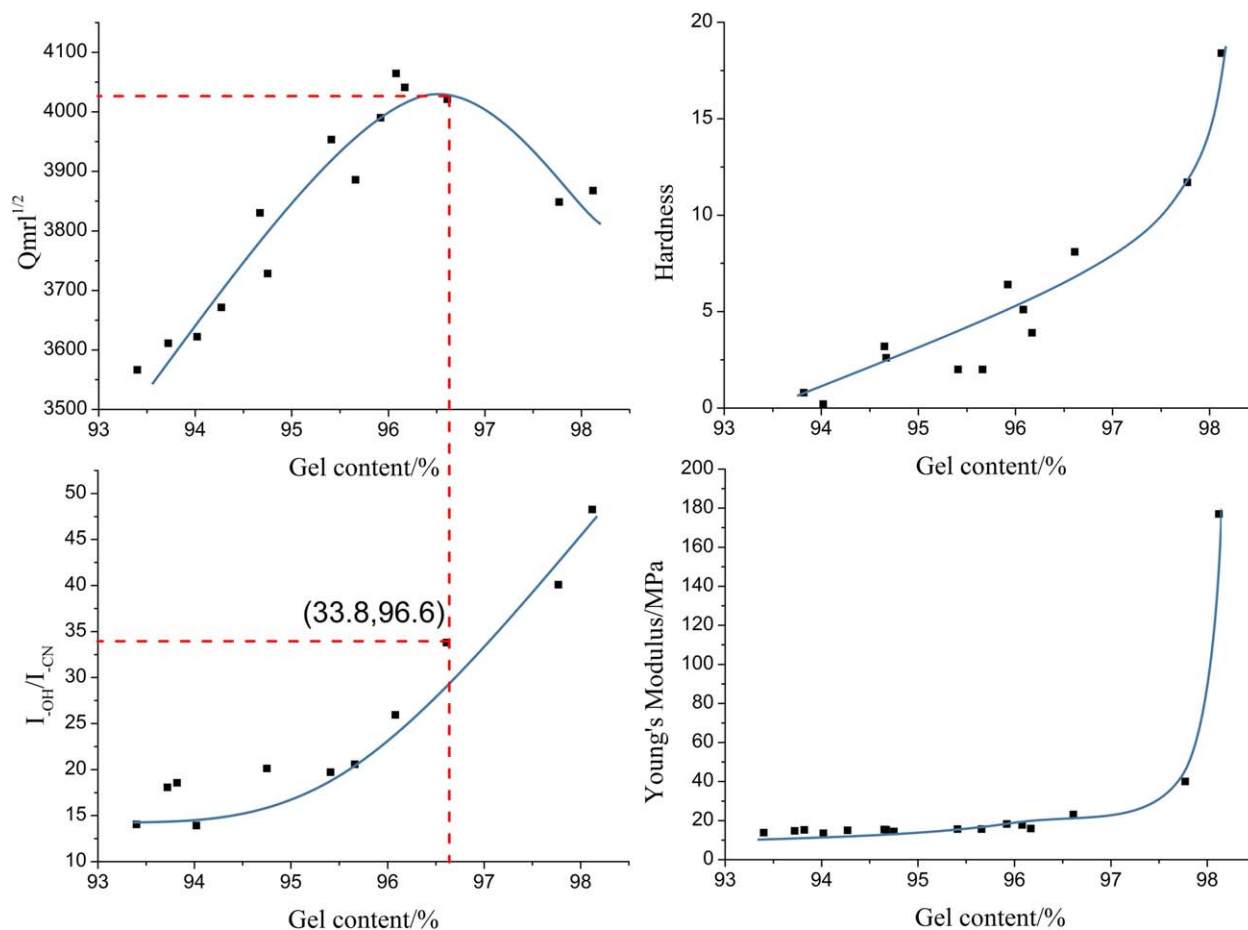 4100
4000
3900
3800
3700
3600
3500
Qmrl1/2
93 94 95 96 97 98
Gel content/%
20
15
10
5
0
Hardness
93 94 95 96 97 98
Gel content/%
50
45
40
35
30
25
20
15
10
I-OH/I-CN
(33.8,96.6)
93 94 95 96 97 98
Gel content/%
200
180
160
140
120
100
80
60
40
20
0
Young's Modulus/MPa
93 94 95 96 97 98
Gel content/%